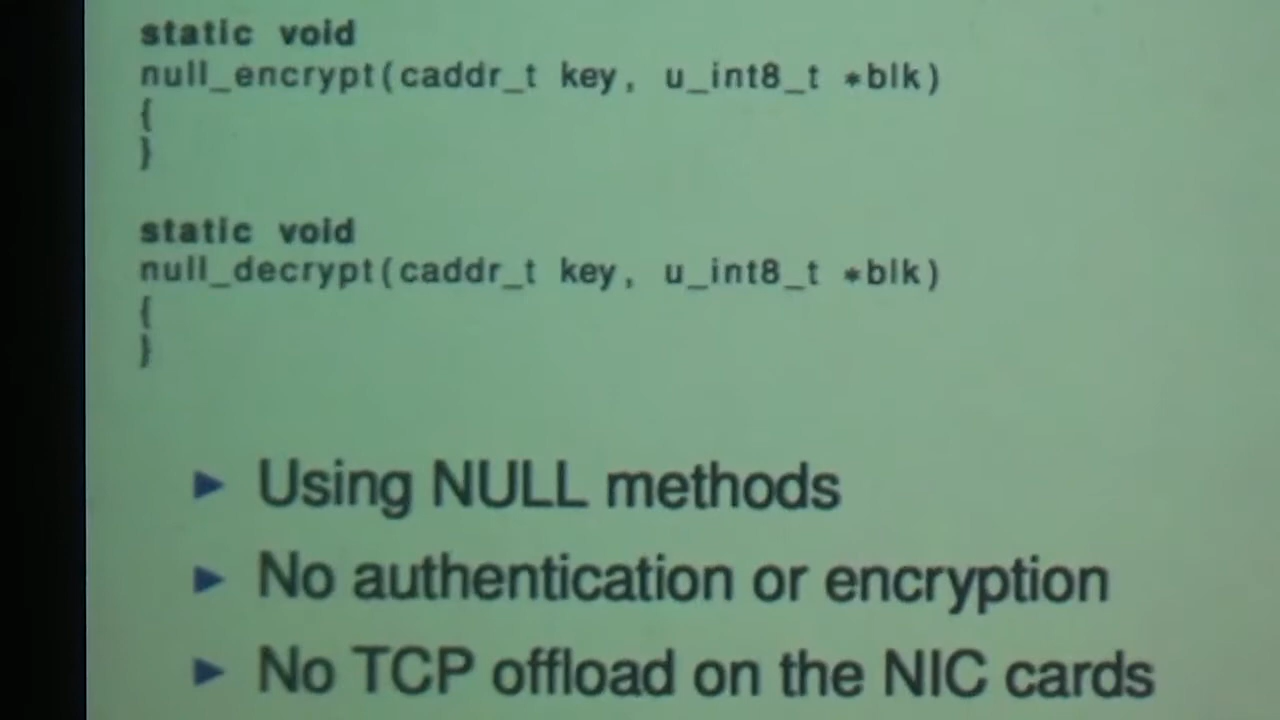 static void
null_encrypt(caddr_t key, u_int8_t *blk)
{
}
static void
null_decrypt(caddr_t key, u_int8_t *blk)
{
}
► Using NULL methods
► No authentication or encryption
► No TCP offload on the NIC cards